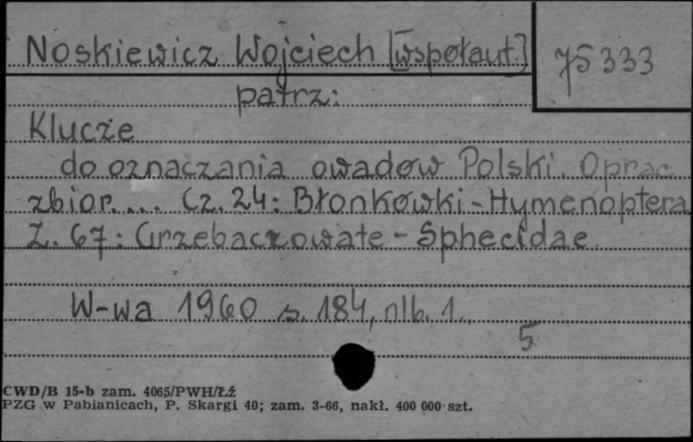 Noskiewicz Wojciech [współaut.]
75333
patrz:
Klucze
do oznaczania owadów Polski. Oprac.
zbior.... Cz. 24: Błonkówki - Hymenoptera
Z. 67: Grzebaczowate - Sphecidae.
W-wa 1960 s. 184, nlb. 1.
5
CWD/B 15-b zam. 4065/PWH/Łź
PZG w Pabianicach, P. Skargi 40; zam. 3-66, nakł. 400 000 szt.